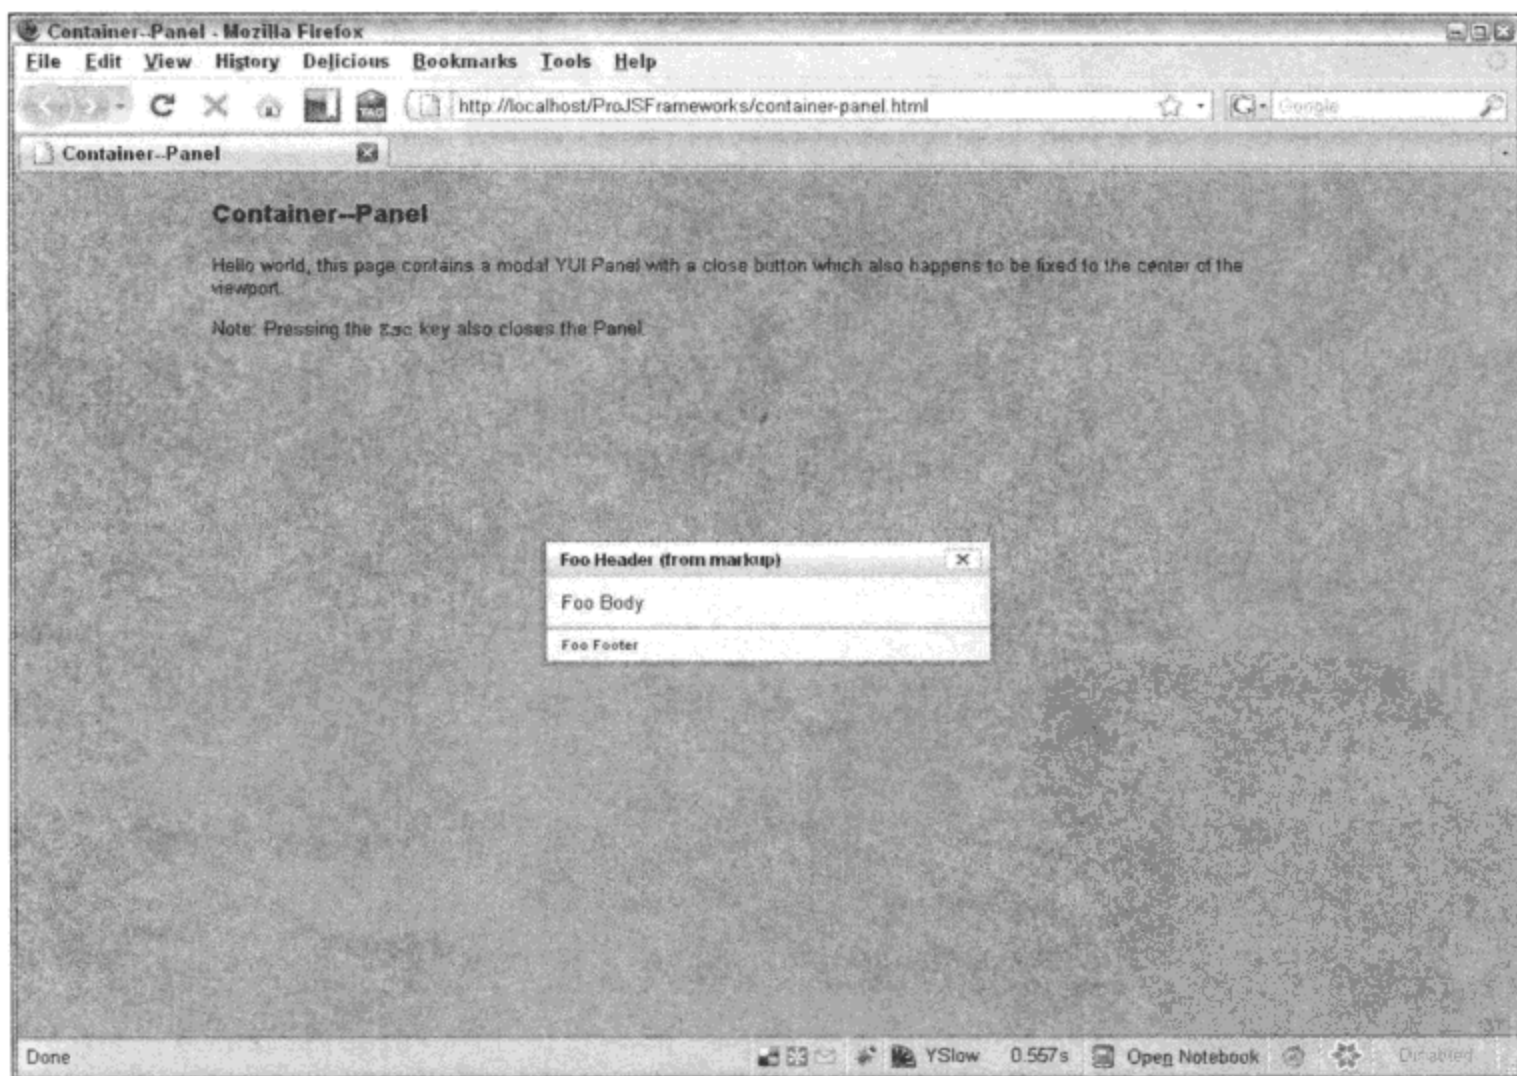 Container--Panel - Mozilla Firefox
File Edit View History Delicious Bookmarks Tools Help
http://localhost/ProJSFrameworks/container-panel.html
Google
Container--Panel
Container--Panel
Hello world, this page contains a modal YUI Panel with a close button which also happens to be fixed to the center of the
viewport.
Note: Pressing the Esc key also closes the Panel.
Foo Header (from markup)
Foo Body
Foo Footer
Done
YSlow 0.557s Open Notebook Disabled